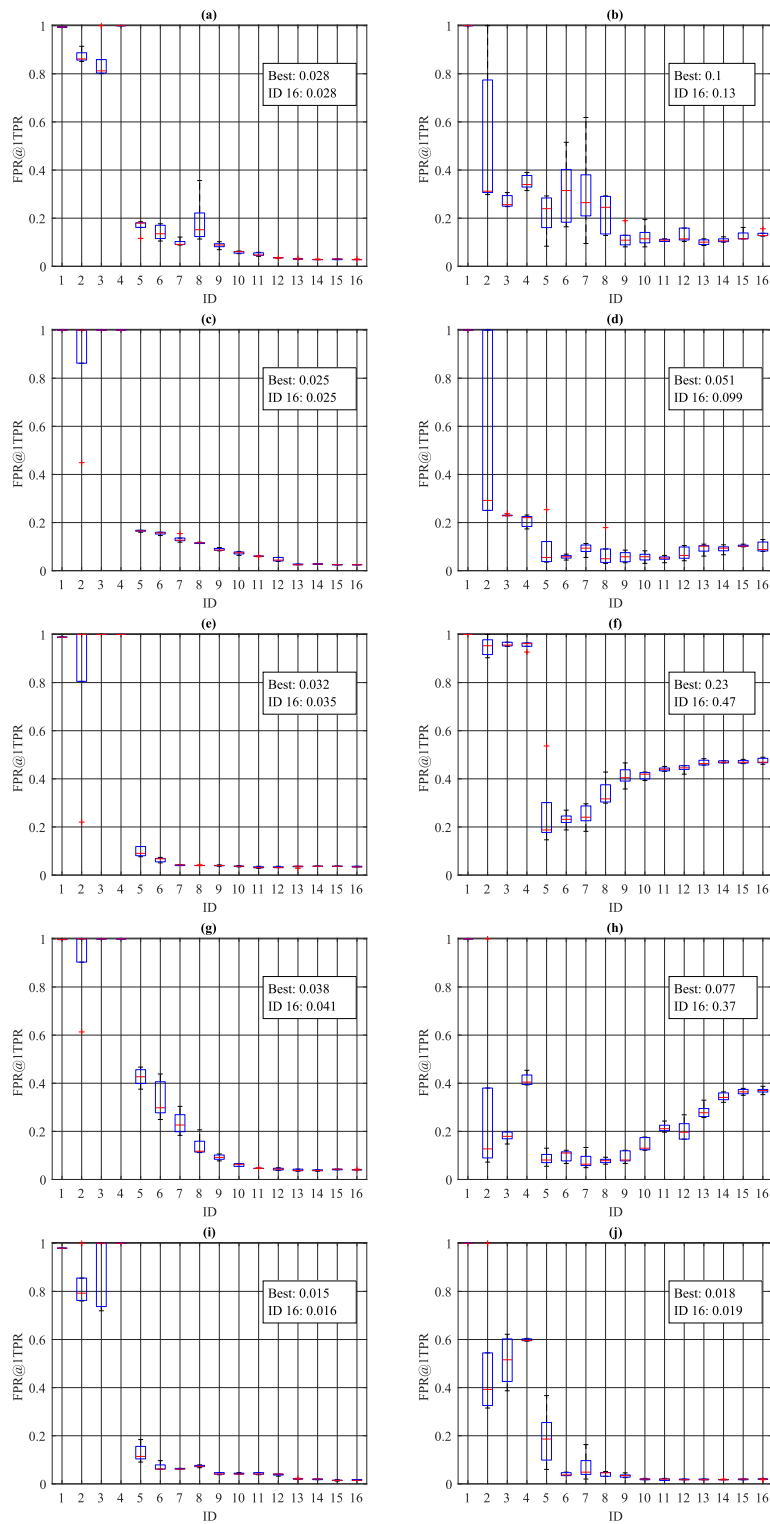 (a)
FPR@1TPR
1
0.8
0.6
0.4
0.2
0
Best: 0.028
ID 16: 0.028
1 2 3 4 5 6 7 8 9 10 11 12 13 14 15 16
ID
(b)
FPR@1TPR
1
0.8
0.6
0.4
0.2
0
Best: 0.1
ID 16: 0.13
1 2 3 4 5 6 7 8 9 10 11 12 13 14 15 16
ID
(c)
FPR@1TPR
1
0.8
0.6
0.4
0.2
0
Best: 0.025
ID 16: 0.025
1 2 3 4 5 6 7 8 9 10 11 12 13 14 15 16
ID
(d)
FPR@1TPR
1
0.8
0.6
0.4
0.2
0
Best: 0.051
ID 16: 0.099
1 2 3 4 5 6 7 8 9 10 11 12 13 14 15 16
ID
(e)
FPR@1TPR
1
0.8
0.6
0.4
0.2
0
Best: 0.032
ID 16: 0.035
1 2 3 4 5 6 7 8 9 10 11 12 13 14 15 16
ID
(f)
FPR@1TPR
1
0.8
0.6
0.4
0.2
0
Best: 0.23
ID 16: 0.47
1 2 3 4 5 6 7 8 9 10 11 12 13 14 15 16
ID
(g)
FPR@1TPR
1
0.8
0.6
0.4
0.2
0
Best: 0.038
ID 16: 0.041
1 2 3 4 5 6 7 8 9 10 11 12 13 14 15 16
ID
(h)
FPR@1TPR
1
0.8
0.6
0.4
0.2
0
Best: 0.077
ID 16: 0.37
1 2 3 4 5 6 7 8 9 10 11 12 13 14 15 16
ID
(i)
FPR@1TPR
1
0.8
0.6
0.4
0.2
0
Best: 0.015
ID 16: 0.016
1 2 3 4 5 6 7 8 9 10 11 12 13 14 15 16
ID
(j)
FPR@1TPR
1
0.8
0.6
0.4
0.2
0
Best: 0.018
ID 16: 0.019
1 2 3 4 5 6 7 8 9 10 11 12 13 14 15 16
ID